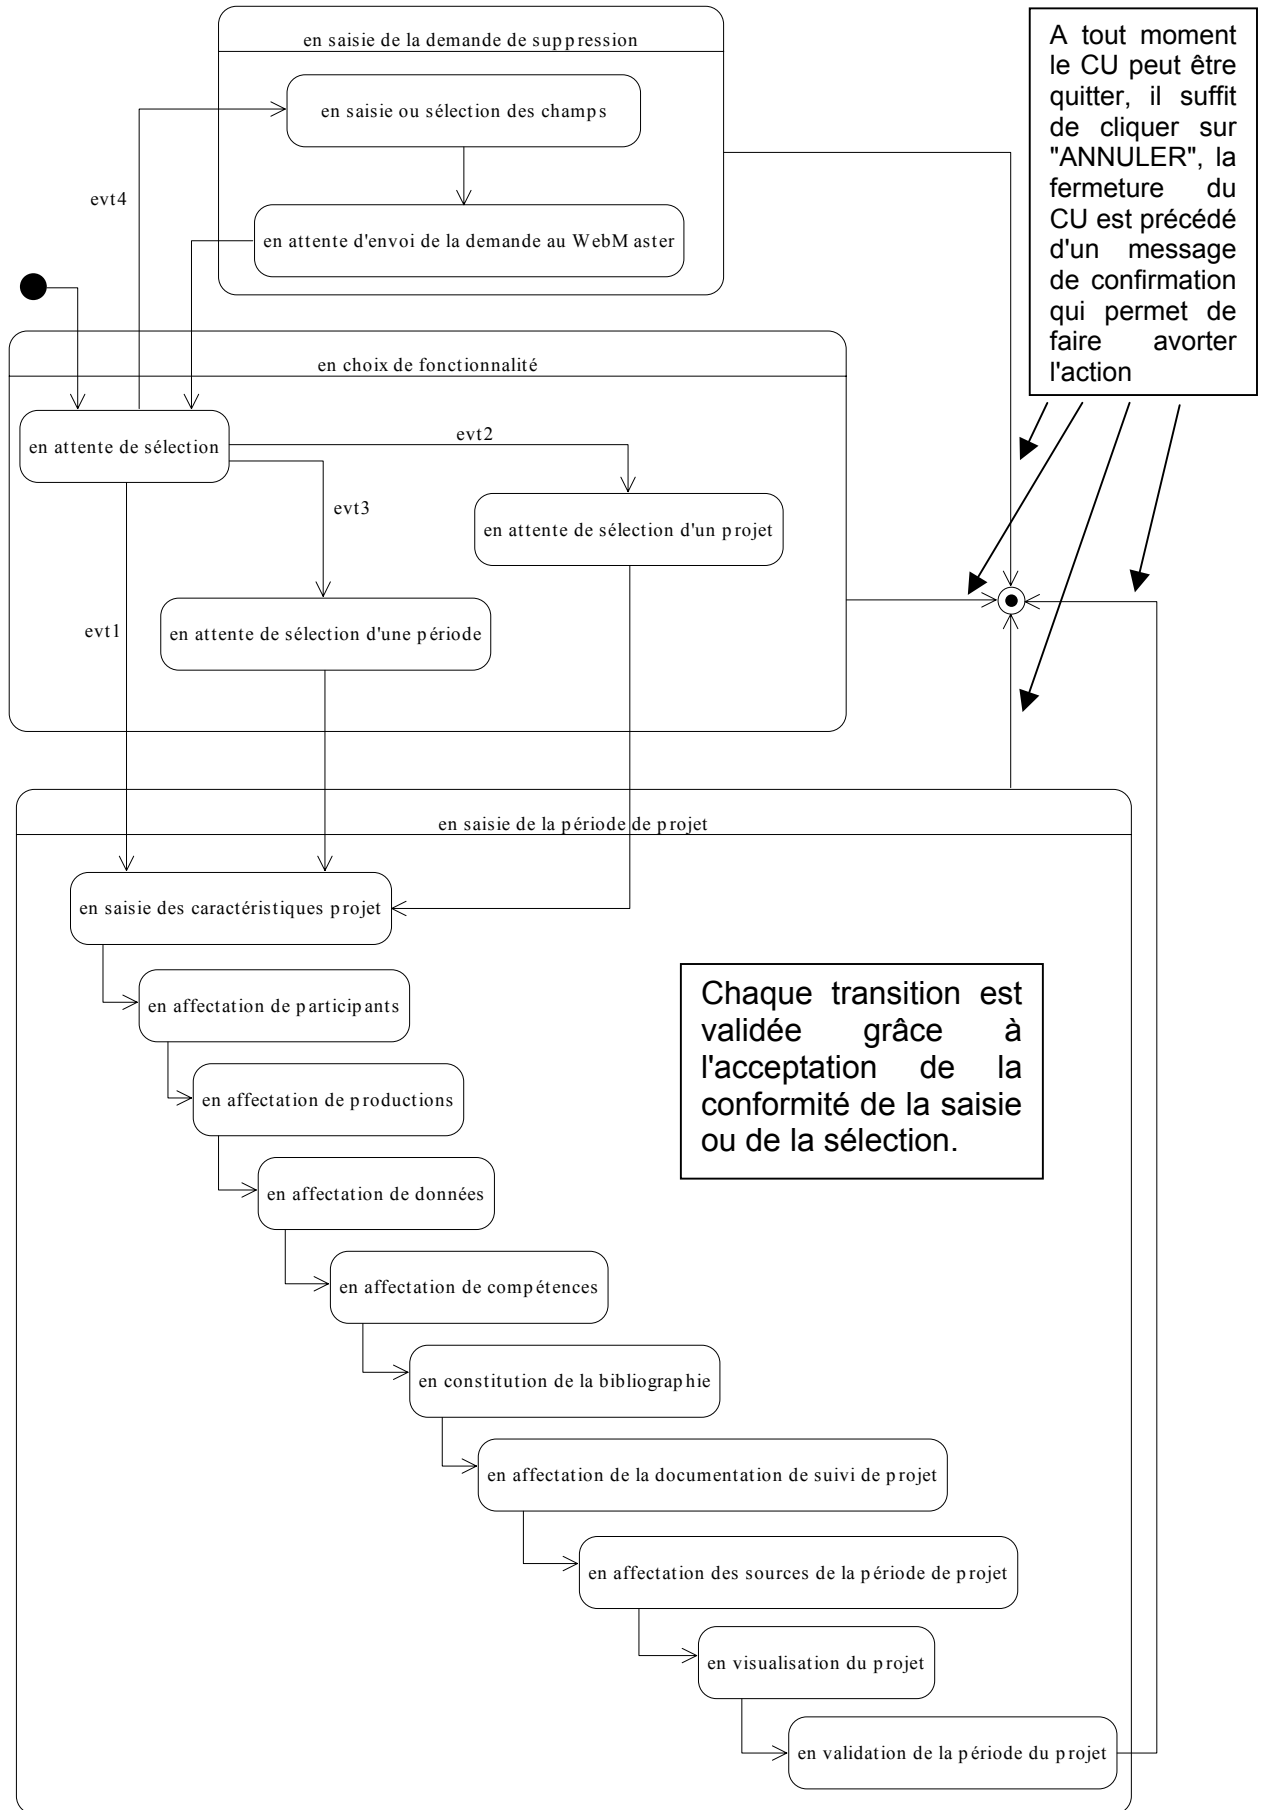 en saisie de la demande de suppression
en saisie ou sélection des champs
evt4
en attente d'envoi de la demande au WebMaster
A tout moment
le CU peut être
quitter, il suffit
de cliquer sur
"ANNULER", la
fermeture du
CU est précédé
d'un message
de confirmation
qui permet de
faire avorter
l'action
en choix de fonctionnalité
en attente de sélection
evt2
evt3
en attente de sélection d'un projet
evt1
en attente de sélection d'une période
en saisie de la période de projet
en saisie des caractéristiques projet
en affectation de participants
Chaque transition est
validée grâce à
l'acceptation de la
conformité de la saisie
ou de la sélection.
en affectation de productions
en affectation de données
en affectation de compétences
en constitution de la bibliographie
en affectation de la documentation de suivi de projet
en affectation des sources de la période de projet
en visualisation du projet
en validation de la période du projet